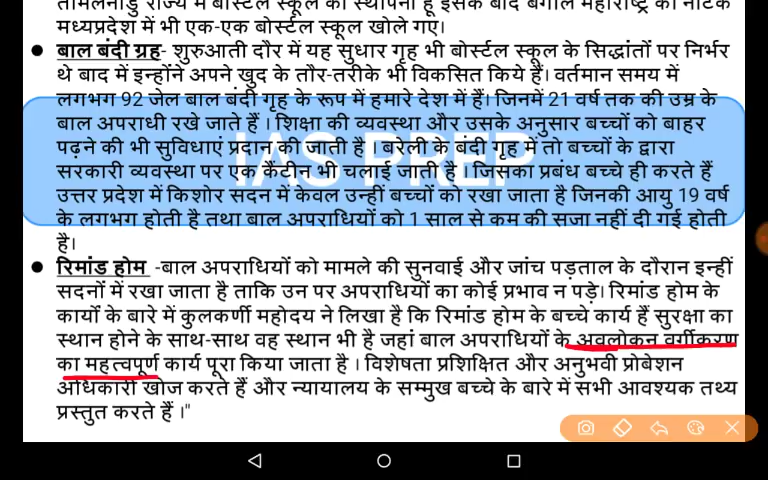 तामिलनाडु राज्य में बोर्स्टल स्कूल की स्थापना हूँ इसके बाद बंगाल महाराष्ट्र
मध्यप्रदेश में भी एक-एक बोर्स्टल स्कूल खोले गए।
● बाल बंदी ग्रह- शुरुआती दौर में यह सुधार गृह भी बोर्स्टल स्कूल के सिद्धांतों पर निर्भर
थे बाद में इन्होंने अपने खुद के तौर-तरीके भी विकसित किये हैं। वर्तमान समय में
लगभग 92 जेल बाल बंदी गृह के रूप में हमारे देश में हैं। जिनमें 21 वर्ष तक की उम्र के
बाल अपराधी रखे जाते हैं । शिक्षा की व्यवस्था और उसके अनुसार बच्चों को बाहर
पढ़ने की भी सुविधाएं प्रदान की जाती है । बरेली के बंदी गृह में तो बच्चों के द्वारा
सरकारी व्यवस्था पर एक कैंटीन भी चलाई जाती है । जिसका प्रबंध बच्चे ही करते हैं
उत्तर प्रदेश में किशोर सदन में केवल उन्हीं बच्चों को रखा जाता है जिनकी आयु 19 वर्ष
के लगभग होती है तथा बाल अपराधियों को 1 साल से कम की सजा नहीं दी गई होती
है।
IAS PREP
● रिमांड होम -बाल अपराधियों को मामले की सुनवाई और जांच पड़ताल के दौरान इन्हीं
सदनों में रखा जाता है ताकि उन पर अपराधियों का कोई प्रभाव न पड़े। रिमांड होम के
कार्यों के बारे में कुलकर्णी महोदय ने लिखा है कि रिमांड होम के बच्चे कार्य हैं सुरक्षा का
स्थान होने के साथ-साथ वह स्थान भी है जहां बाल अपराधियों के अवलोकन वर्गीकरण
का महत्वपूर्ण कार्य पूरा किया जाता है । विशेषता प्रशिक्षित और अनुभवी प्रोबेशन
अधिकारी खोज करते हैं और न्यायालय के सम्मुख बच्चे के बारे में सभी आवश्यक तथ्य
प्रस्तुत करते हैं ।"